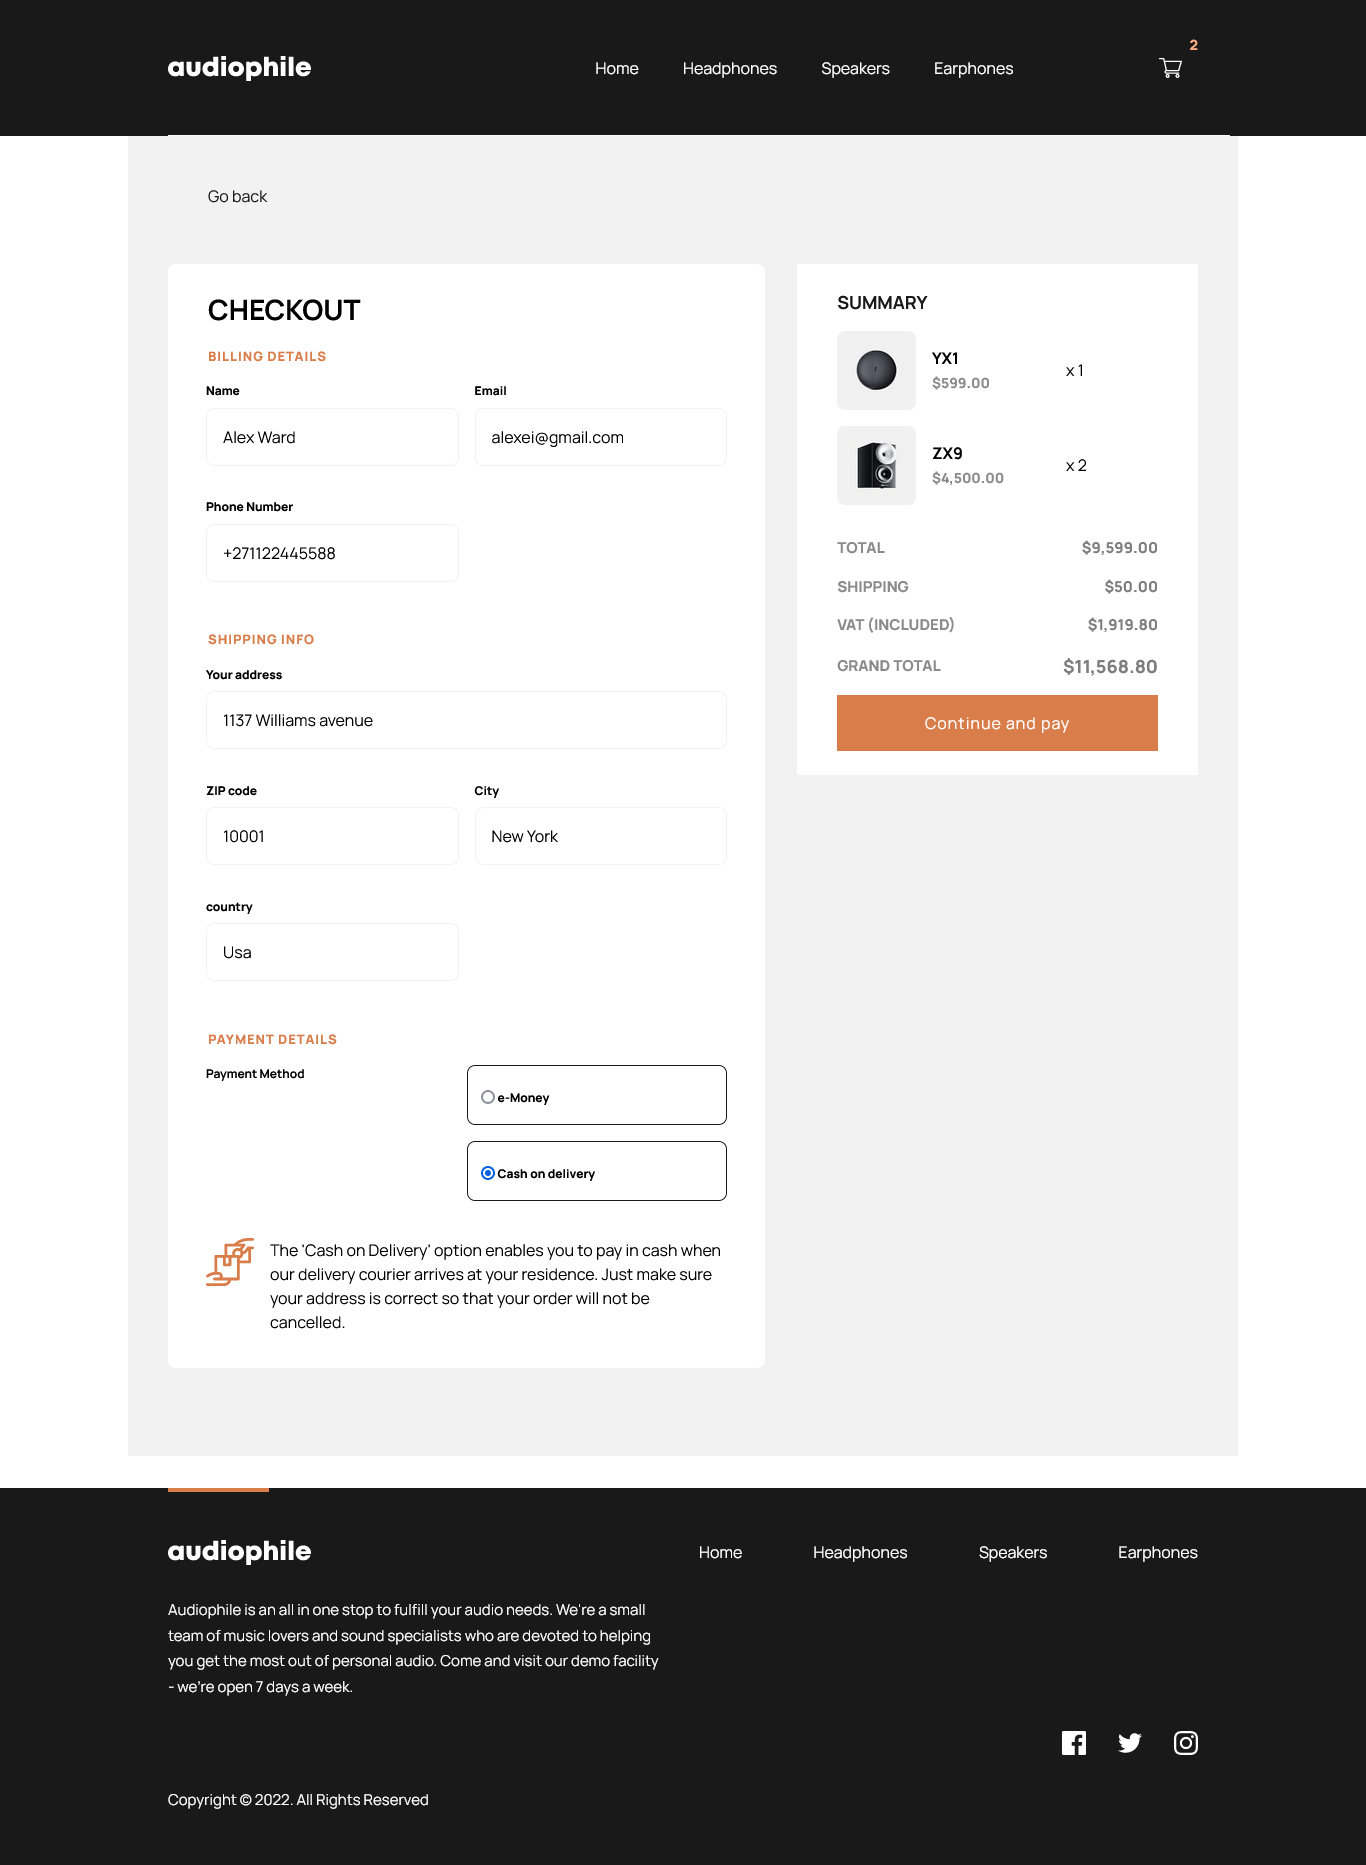 audiophile
Home Headphones Speakers Earphones
2
Go back
CHECKOUT
BILLING DETAILS
Name Email
Alex Ward alexei@gmail.com
Phone Number
+271122445588
SHIPPING INFO
Your address
1137 Williams avenue
ZIP code City
10001 New York
country
Usa
PAYMENT DETAILS
Payment Method
e-Money
Cash on delivery
The 'Cash on Delivery' option enables you to pay in cash when
our delivery courier arrives at your residence. Just make sure
your address is correct so that your order will not be
cancelled.
SUMMARY
YX1
$599.00
x 1
ZX9
$4,500.00
x 2
TOTAL $9,599.00
SHIPPING $50.00
VAT (INCLUDED) $1,919.80
GRAND TOTAL $11,568.80
Continue and pay
audiophile
Home Headphones Speakers Earphones
Audiophile is an all in one stop to fulfill your audio needs. We're a small
team of music lovers and sound specialists who are devoted to helping
you get the most out of personal audio. Come and visit our demo facility
- we're open 7 days a week.
Copyright © 2022. All Rights Reserved